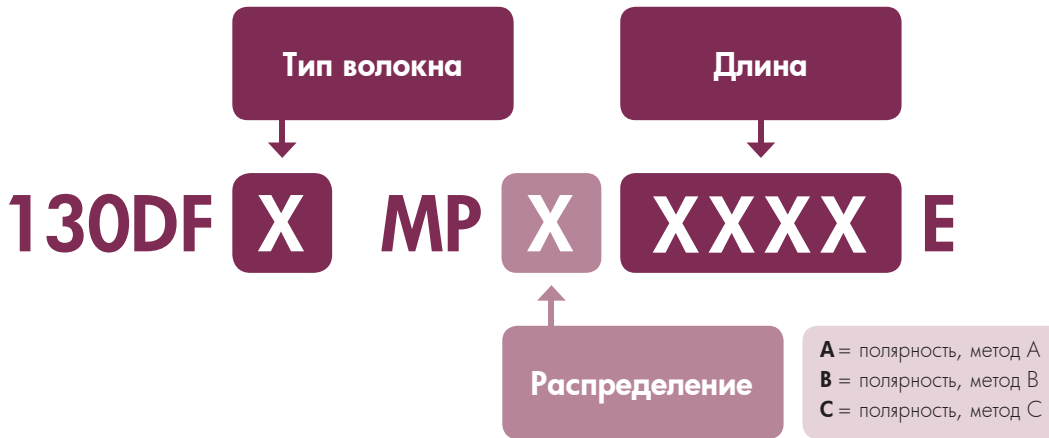 Тип волокна
Длина
130DF X MP X XXXX E
Распределение
A = полярность, метод A
B = полярность, метод B
C = полярность, метод C